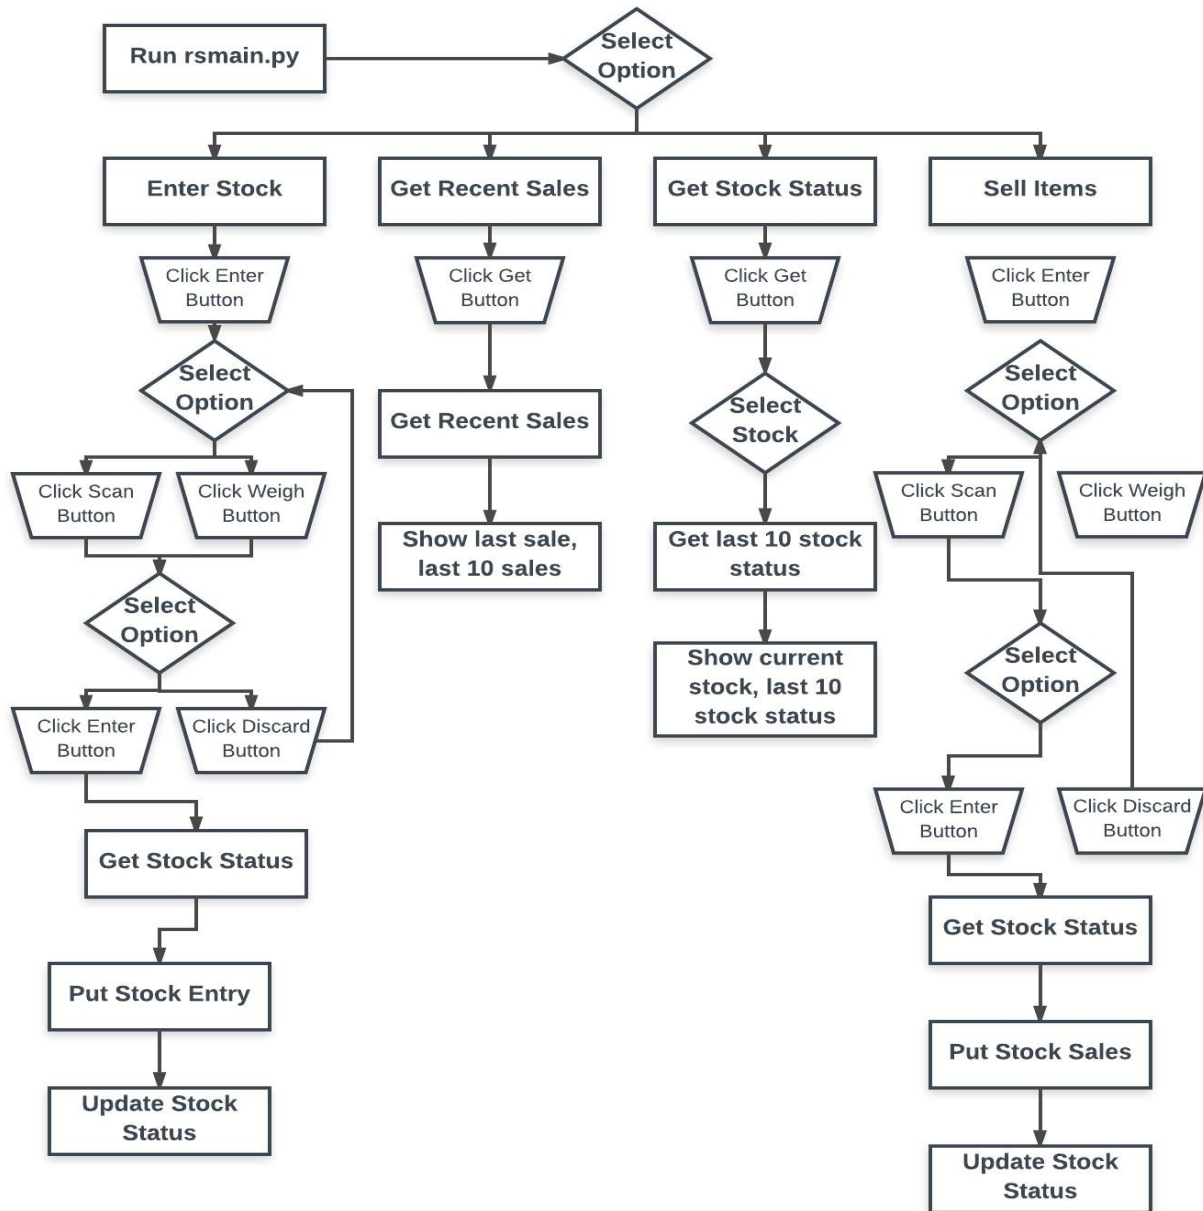 Run rsmain.py
Select
Option
Enter Stock
Get Recent Sales
Get Stock Status
Sell Items
Click Enter
Button
Click Get
Button
Click Get
Button
Click Enter
Button
Select
Option
Get Recent Sales
Select
Stock
Select
Option
Click Scan
Button
Click Weigh
Button
Show last sale,
last 10 sales
Get last 10 stock
status
Click Scan
Button
Click Weigh
Button
Select
Option
Show current
stock, last 10
stock status
Select
Option
Click Enter
Button
Click Discard
Button
Click Enter
Button
Click Discard
Button
Get Stock Status
Get Stock Status
Put Stock Entry
Put Stock Sales
Update Stock
Status
Update Stock
Status